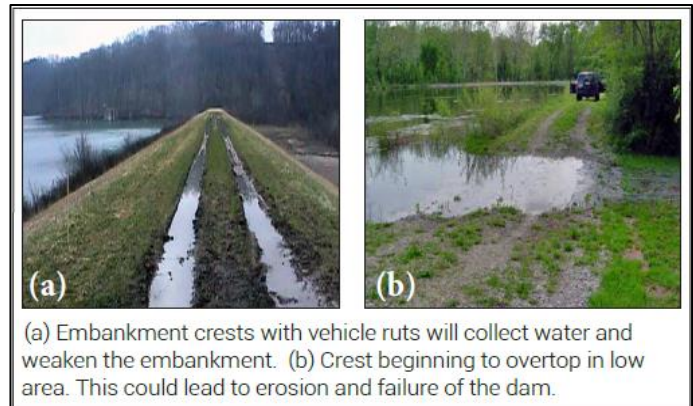 (a)
(b)
(a) Embankment crests with vehicle ruts will collect water and
weaken the embankment. (b) Crest beginning to overtop in low
area. This could lead to erosion and failure of the dam.